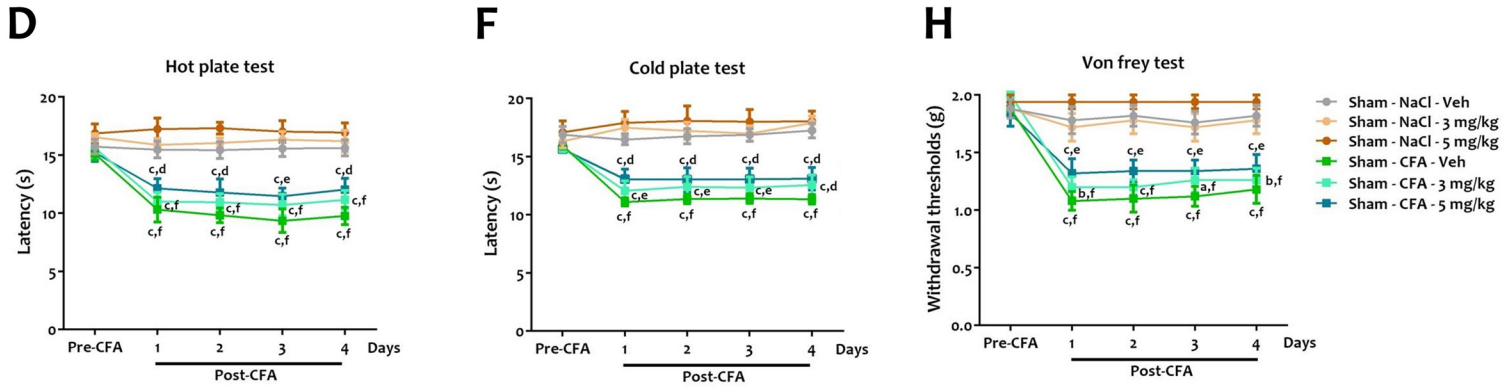 D
Hot plate test
Latency (s)
20
15
10
5
0
c,d
c,d
c,e
c,d
c,f
c,f
c,f
c,f
c,f
c,f
c,f
c,f
Pre-CFA 1 2 3 4 Days
Post-CFA
F
Cold plate test
Latency (s)
20
15
10
5
0
c,d
c,d
c,d
c,d
c,e
c,e
c,e
c,d
c,f
c,f
c,f
c,f
Pre-CFA 1 2 3 4 Days
Post-CFA
H
Von frey test
Withdrawal thresholds (g)
2.0
1.5
1.0
0.5
0.0
c,e
c,e
c,e
c,e
b,f
c,f
a,f
b,f
c,f
c,f
c,f
c,f
Pre-CFA 1 2 3 4 Days
Post-CFA
Sham - NaCl - Veh
Sham - NaCl - 3 mg/kg
Sham - NaCl - 5 mg/kg
Sham - CFA - Veh
Sham - CFA - 3 mg/kg
Sham - CFA - 5 mg/kg